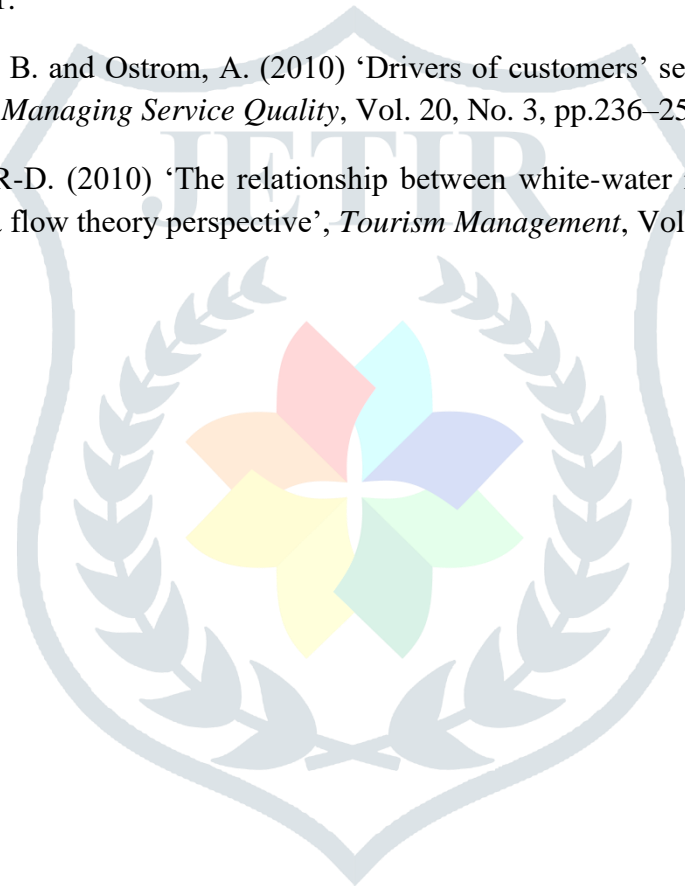 B. and Ostrom, A. (2010) ‘Drivers of customers’ se
Managing Service Quality, Vol. 20, No. 3, pp.236–25
R-D. (2010) ‘The relationship between white-water
flow theory perspective’, Tourism Management, Vol
JETIR